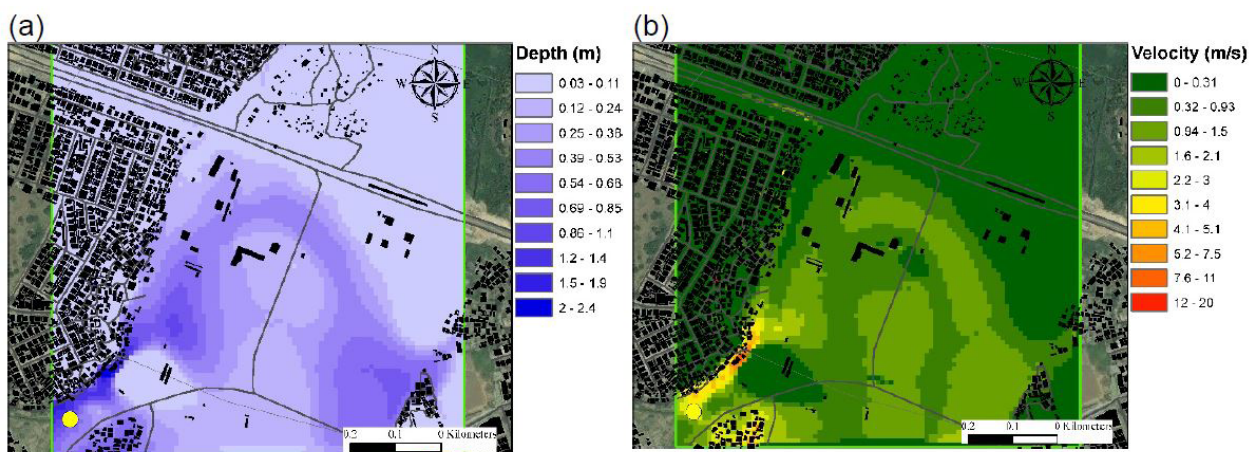 (a)
Depth (m)
0.03 - 0.11
0.12 - 0.24
0.25 - 0.38
0.39 - 0.53
0.54 - 0.68
0.69 - 0.85
0.86 - 1.1
1.2 - 1.4
1.5 - 1.9
2 - 2.4
N
W E
S
0.2 0.1 0 Kilometers
(b)
Velocity (m/s)
0 - 0.31
0.32 - 0.93
0.94 - 1.5
1.6 - 2.1
2.2 - 3
3.1 - 4
4.1 - 5.1
5.2 - 7.5
7.6 - 11
12 - 20
N
W E
S
0.2 0.1 0 Kilometers